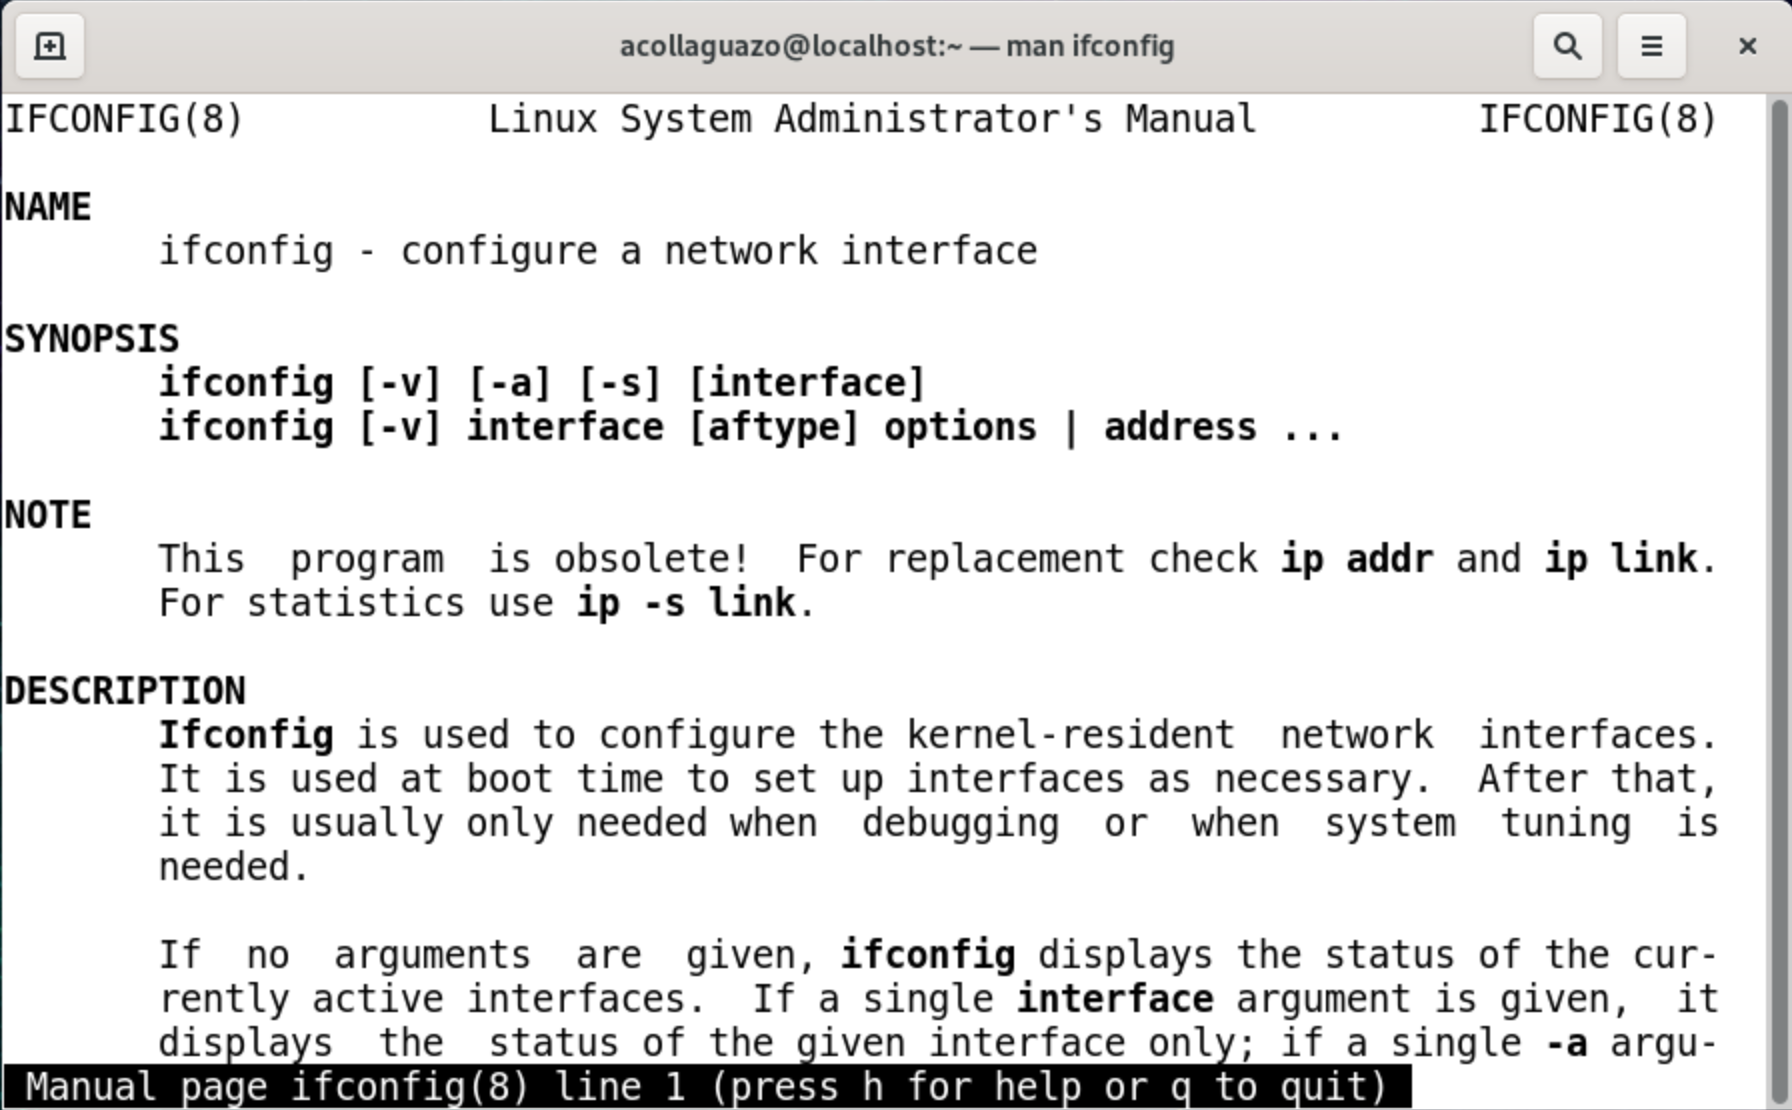 acollaguazo@localhost:~ — man ifconfig
IFCONFIG(8) Linux System Administrator's Manual IFCONFIG(8)
NAME
ifconfig - configure a network interface
SYNOPSIS
ifconfig [-v] [-a] [-s] [interface]
ifconfig [-v] interface [aftype] options | address ...
NOTE
This program is obsolete! For replacement check ip addr and ip link.
For statistics use ip -s link.
DESCRIPTION
Ifconfig is used to configure the kernel-resident network interfaces.
It is used at boot time to set up interfaces as necessary. After that,
it is usually only needed when debugging or when system tuning is
needed.
If no arguments are given, ifconfig displays the status of the cur-
rently active interfaces. If a single interface argument is given, it
displays the status of the given interface only; if a single -a argu-
Manual page ifconfig(8) line 1 (press h for help or q to quit)